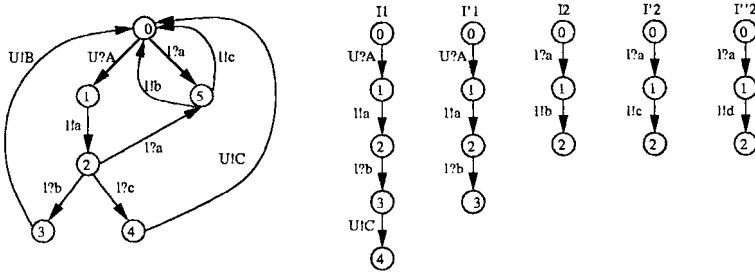 I1 I'1 I2 I'2 I''2
0 0 0 0 0 0
U!B U?A l?a l!c U?A U?A l?a l?a l?a
l!b
1 5 1 1 1 1 1
l!a l!a l!a l!b l!c l!d
l?a
2 2 2 2 2 2
U!C
l?b l?c l?b l?b
3 4 3 3
U!C
4